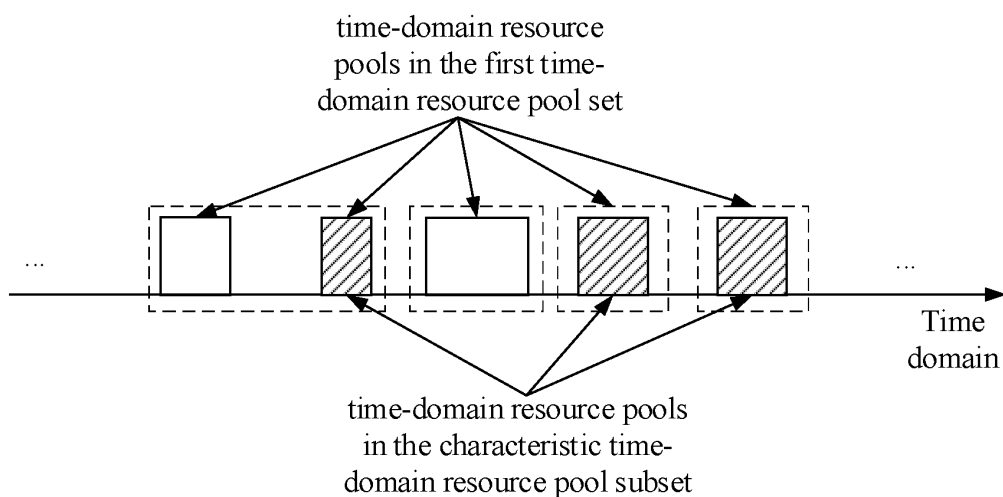 time-domain resource
pools in the first time-
domain resource pool set
...
...
Time
domain
time-domain resource pools
in the characteristic time-
domain resource pool subset